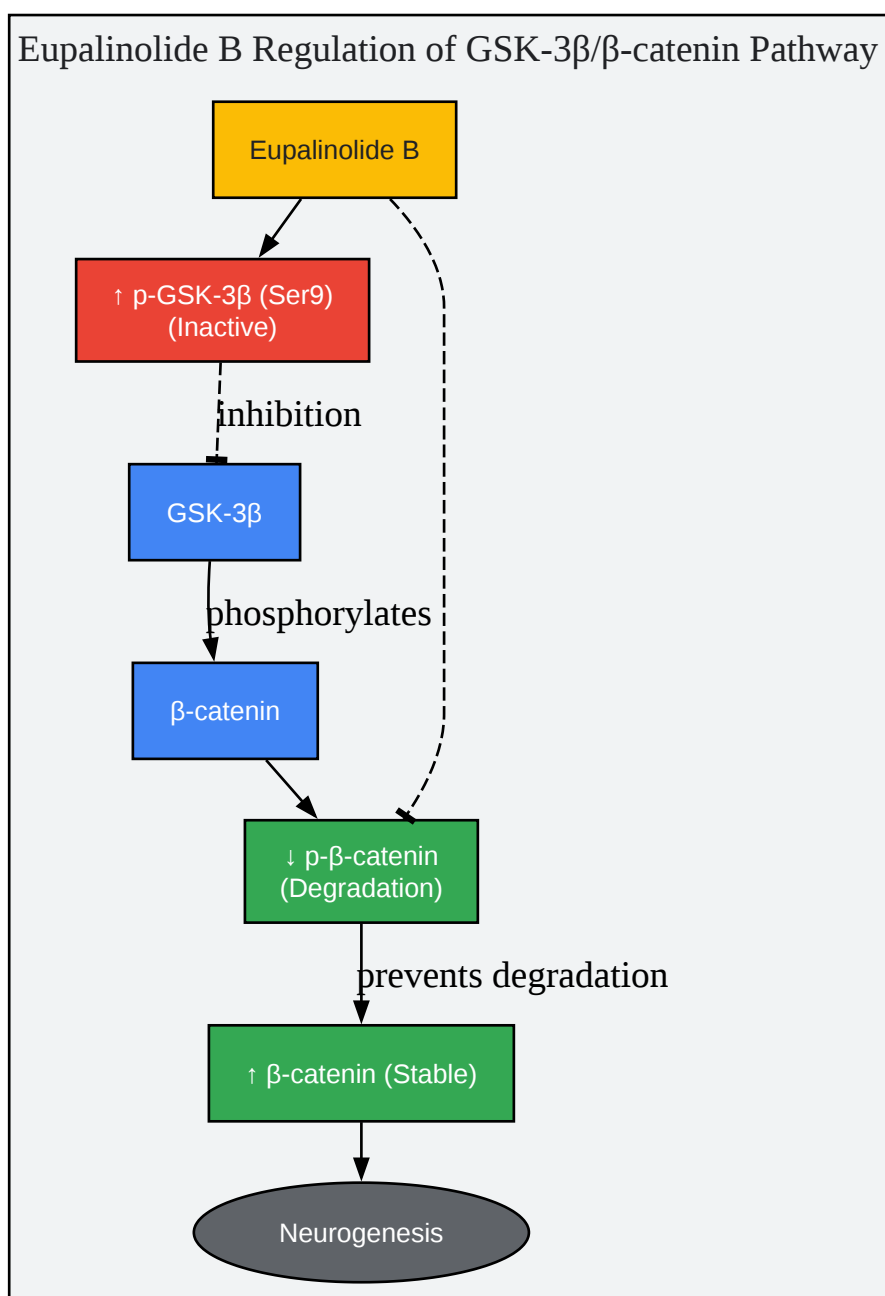 Eupalinolide B Regulation of GSK-3β/β-catenin Pathway
Eupalinolide B
↑ p-GSK-3β (Ser9)
(Inactive)
inhibition
GSK-3β
phosphorylates
β-catenin
↓ p-β-catenin
(Degradation)
prevents degradation
↑ β-catenin (Stable)
Neurogenesis